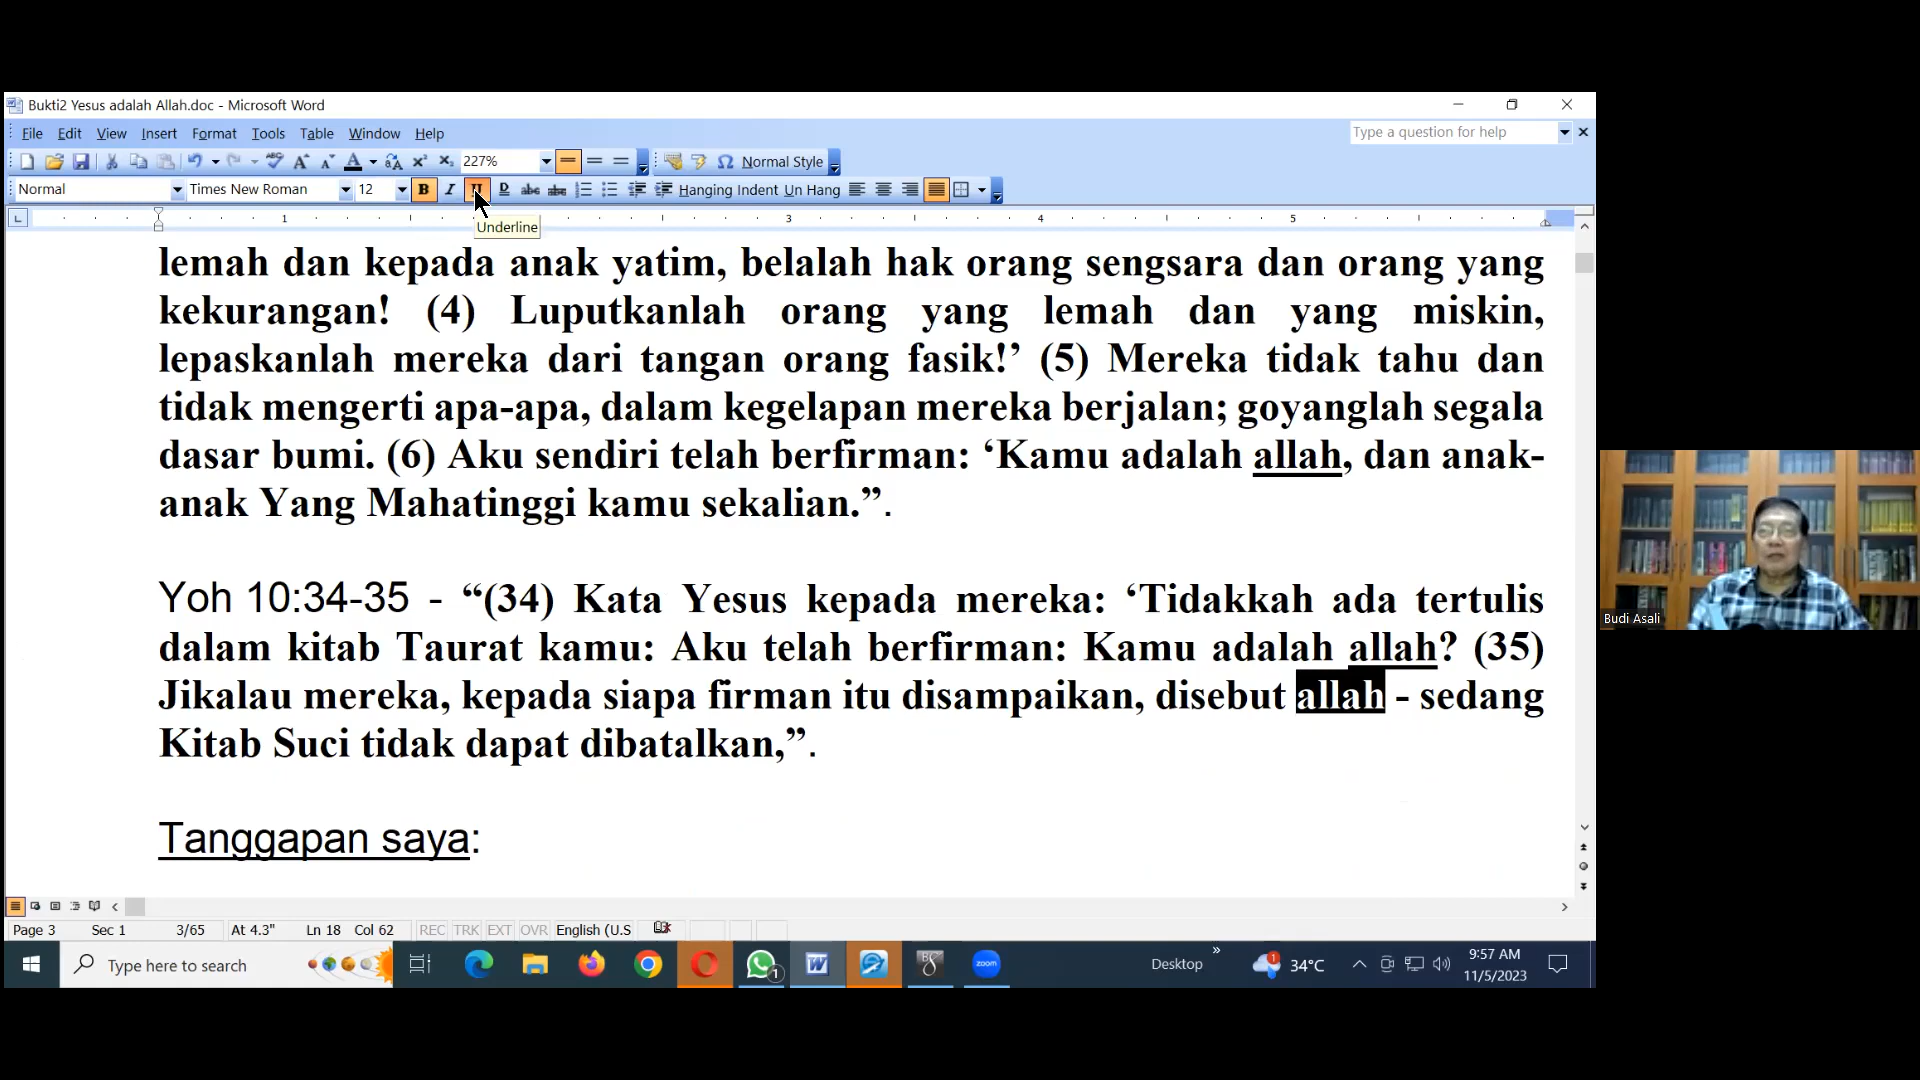 Bukti2 Yesus adalah Allah.doc - Microsoft Word
File Edit View Insert Format Tools Table Window Help
Type a question for help
227%
Normal Style
Normal
Times New Roman
12
B I U D abc abc
Hanging Indent Un Hang
1 3 4 5
Underline
lemah dan kepada anak yatim, belalah hak orang sengsara dan orang yang
kekurangan! (4) Luputkanlah orang yang lemah dan yang miskin,
lepaskanlah mereka dari tangan orang fasik!’ (5) Mereka tidak tahu dan
tidak mengerti apa-apa, dalam kegelapan mereka berjalan; goyanglah segala
dasar bumi. (6) Aku sendiri telah berfirman: ‘Kamu adalah allah, dan anak-
anak Yang Mahatinggi kamu sekalian.”.
Yoh 10:34-35 - “(34) Kata Yesus kepada mereka: ‘Tidakkah ada tertulis
dalam kitab Taurat kamu: Aku telah berfirman: Kamu adalah allah? (35)
Jikalau mereka, kepada siapa firman itu disampaikan, disebut allah - sedang
Kitab Suci tidak dapat dibatalkan,”.
Tanggapan saya:
Budi Asali
Page 3 Sec 1 3/65 At 4.3" Ln 18 Col 62 REC TRK EXT OVR English (U.S
Type here to search
zoom
Desktop
34°C
9:57 AM
11/5/2023